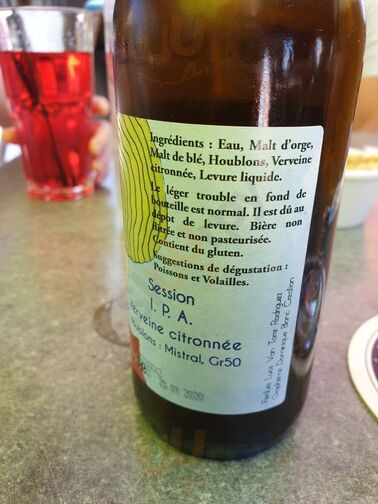 Ingrédients : Eau, Malt d'orge,
Malt de blé, Houblons, Verveine
citronnée, Levure liquide.
Le léger trouble en fond de
bouteille est normal. Il est dû au
dépot de levure. Bière non
filtrée et non pasteurisée.
Contient du gluten.
Suggestions de dégustation :
Poissons et Volailles.
Session
I. P. A.
Verveine citronnée
Houblons : Mistral, Gr50
2020